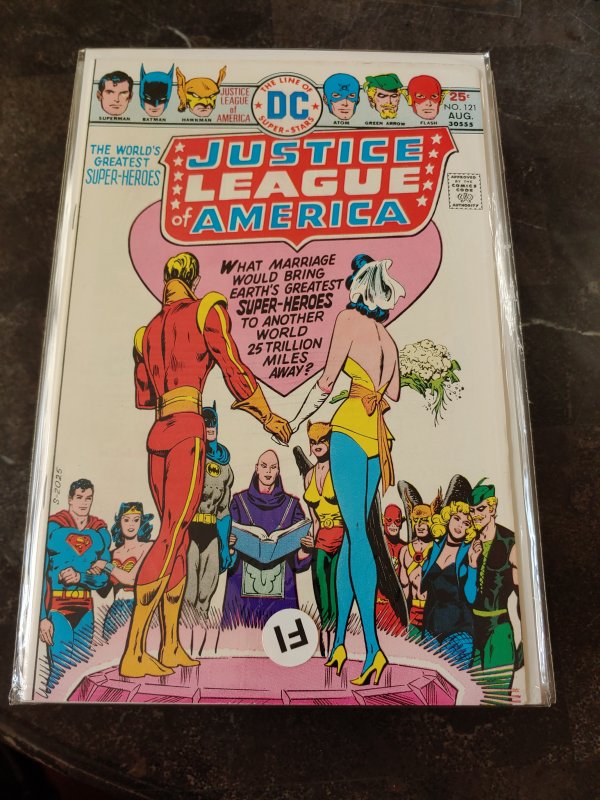 SUPERMAN
BATMAN
HAWKMAN
JUSTICE
LEAGUE of
AMERICA
THE LINE OF
DC
SUPER-STARS
ATOM
GREEN ARROW
FLASH
25¢
NO. 121
AUG.
30555
THE WORLD'S
GREATEST
SUPER-HEROES
JUSTICE
LEAGUE
of AMERICA
APPROVED
BY THE
COMICS
CODE
AUTHORITY
WHAT MARRIAGE
WOULD BRING
EARTH'S GREATEST
SUPER-HEROES
TO ANOTHER
WORLD
25 TRILLION
MILES
AWAY?
S-2025
FI